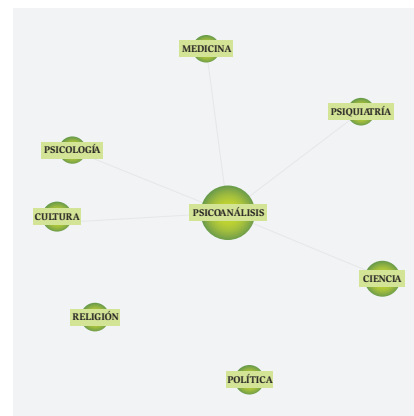 MEDICINA
PSIQUIATRÍA
PSICOLOGÍA
CULTURA
PSICOANÁLISIS
CIENCIA
RELIGIÓN
POLÍTICA